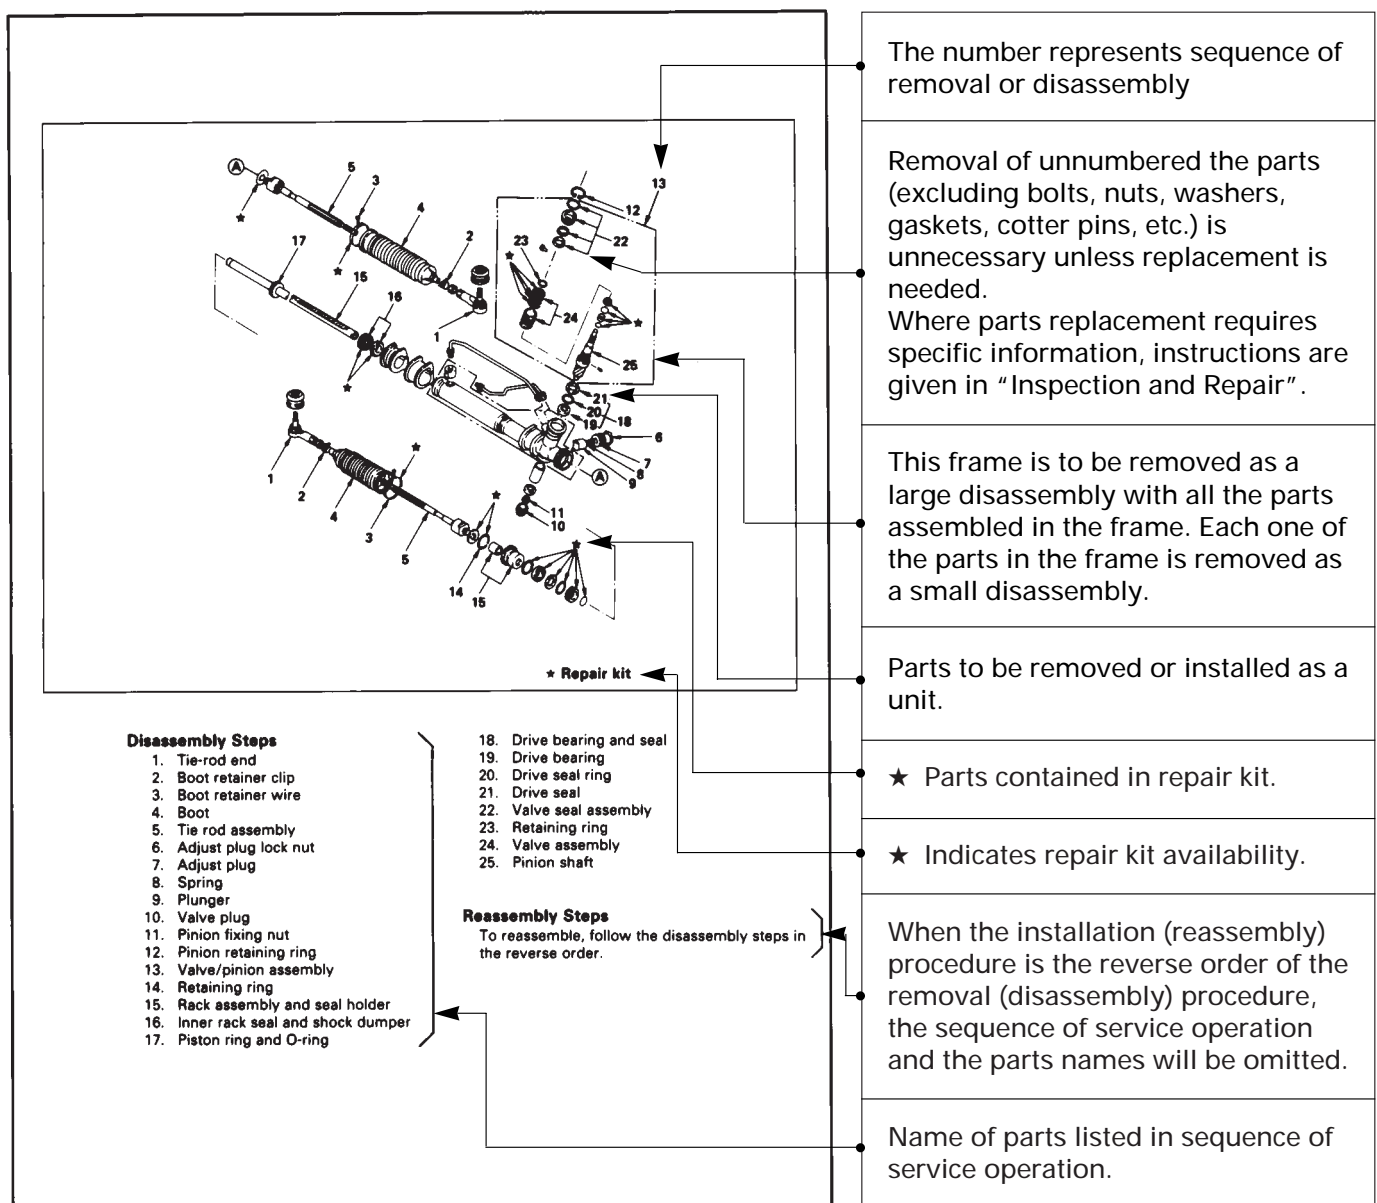 The number represents sequence of
removal or disassembly
Removal of unnumbered the parts
(excluding bolts, nuts, washers,
gaskets, cotter pins, etc.) is
unnecessary unless replacement is
needed.
Where parts replacement requires
specific information, instructions are
given in “Inspection and Repair”.
This frame is to be removed as a
large disassembly with all the parts
assembled in the frame. Each one of
the parts in the frame is removed as
a small disassembly.
Parts to be removed or installed as a
unit.
★ Parts contained in repair kit.
★ Indicates repair kit availability.
When the installation (reassembly)
procedure is the reverse order of the
removal (disassembly) procedure,
the sequence of service operation
and the parts names will be omitted.
Name of parts listed in sequence of
service operation.
A
5
3
4
2
1
★
★
17
15
16
★
13
12
22
23
★
24
★
25
21
20
19
18
6
7
8
9
A
11
10
1
2
4
3
5
★
★
14
15
★
★ Repair kit
Disassembly Steps
1. Tie-rod end
2. Boot retainer clip
3. Boot retainer wire
4. Boot
5. Tie rod assembly
6. Adjust plug lock nut
7. Adjust plug
8. Spring
9. Plunger
10. Valve plug
11. Pinion fixing nut
12. Pinion retaining ring
13. Valve/pinion assembly
14. Retaining ring
15. Rack assembly and seal holder
16. Inner rack seal and shock dumper
17. Piston ring and O-ring
18. Drive bearing and seal
19. Drive bearing
20. Drive seal ring
21. Drive seal
22. Valve seal assembly
23. Retaining ring
24. Valve assembly
25. Pinion shaft
Reassembly Steps
To reassemble, follow the disassembly steps in
the reverse order.